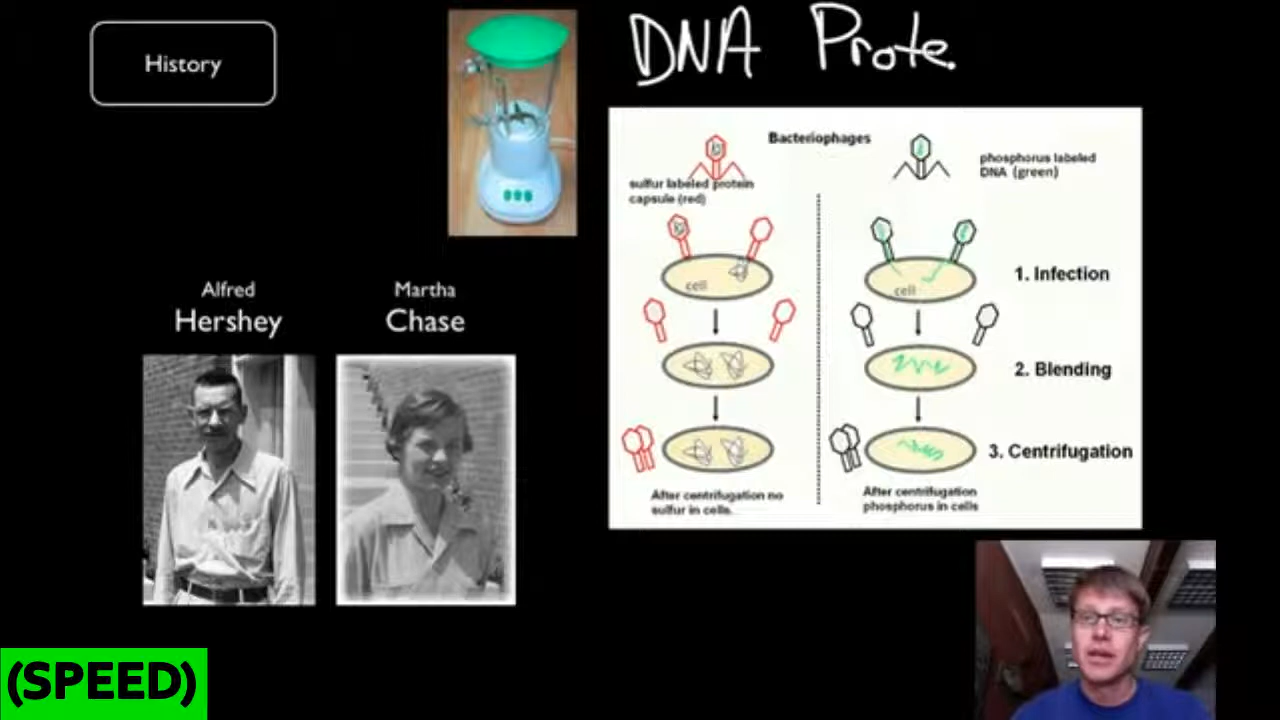 History
DNA Prote
Bacteriophages
sulfur labeled protein
capsule (red)
phosphorus labeled
DNA (green)
cell
cell
1. Infection
2. Blending
3. Centrifugation
After centrifugation no
sulfur in cells.
After centrifugation
phosphorus in cells
Alfred
Hershey
Martha
Chase
(SPEED)